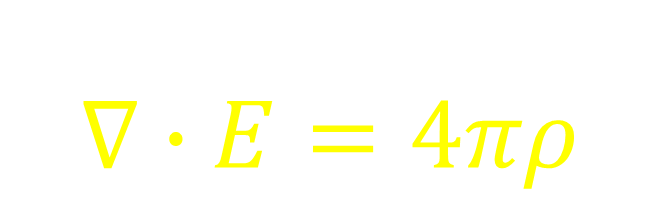 ∇ · E = 4πρ